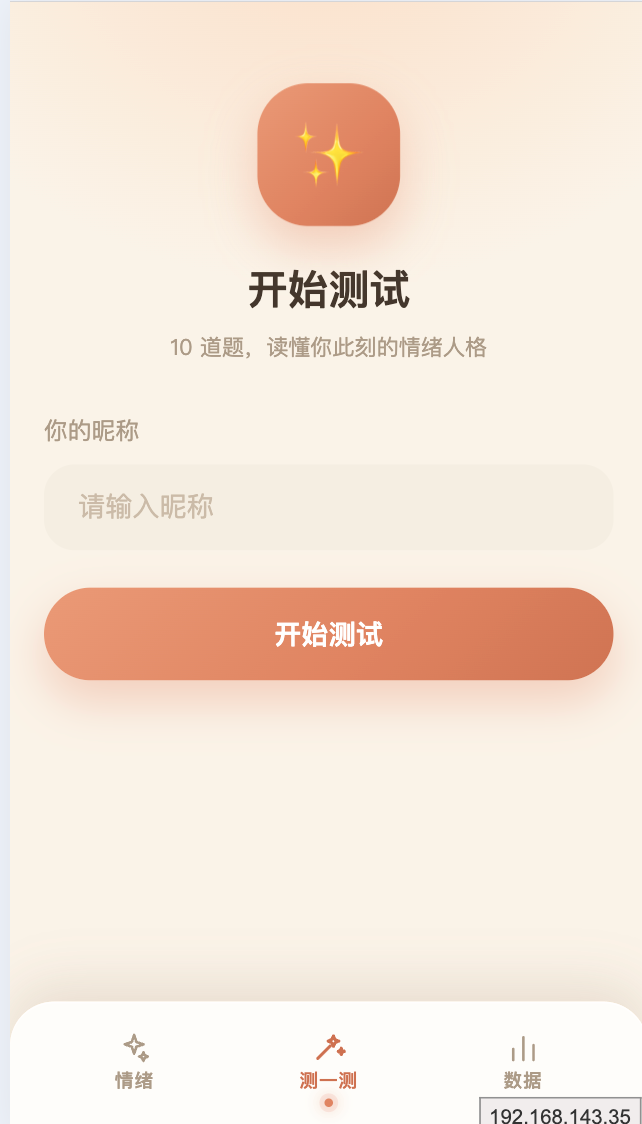 开始测试
10 道题，读懂你此刻的情绪人格
你的昵称
请输入昵称
开始测试
情绪
测一测
数据
192.168.143.35